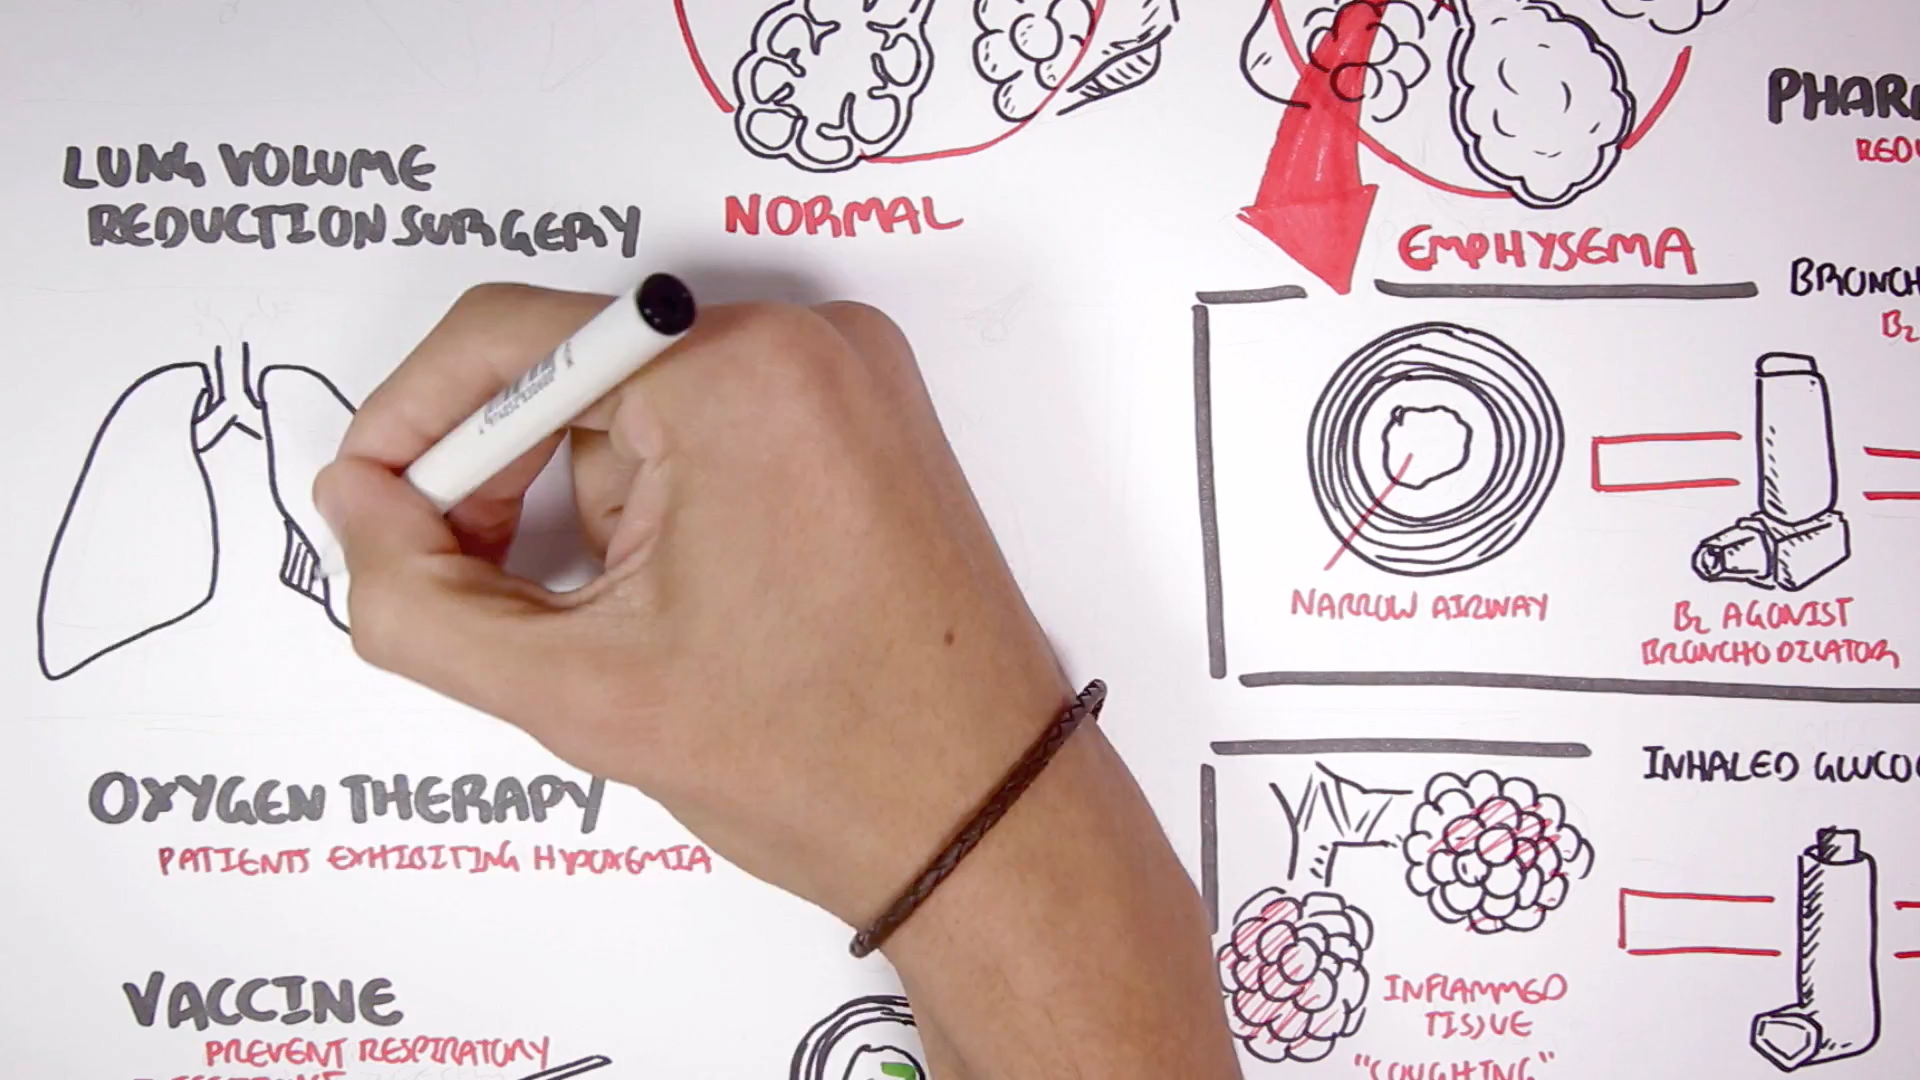 LUNG VOLUME
REDUCTION SURGERY
NORMAL
EMPHYSEMA
NARROW AIRWAY
B2 AGONIST
BRONCHODILATOR
OXYGEN THERAPY
PATIENTS EXHIBITING HYPOXEMIA
INHALED
VACCINE
PREVENT RESPIRATORY
INFLAMMED
TISSUE
"COUGHING"